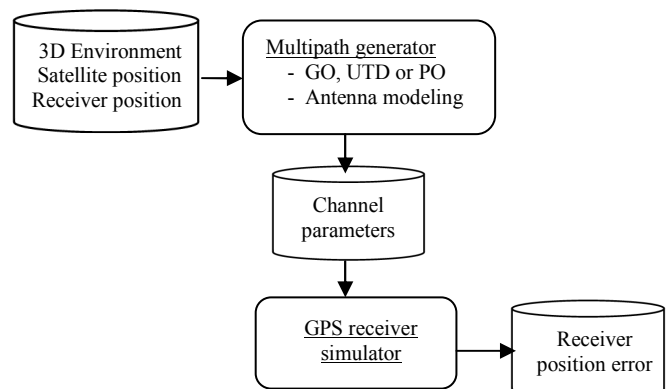 3D Environment
Satellite position
Receiver position
Multipath generator
- GO, UTD or PO
- Antenna modeling
Channel
parameters
GPS receiver
simulator
Receiver
position error